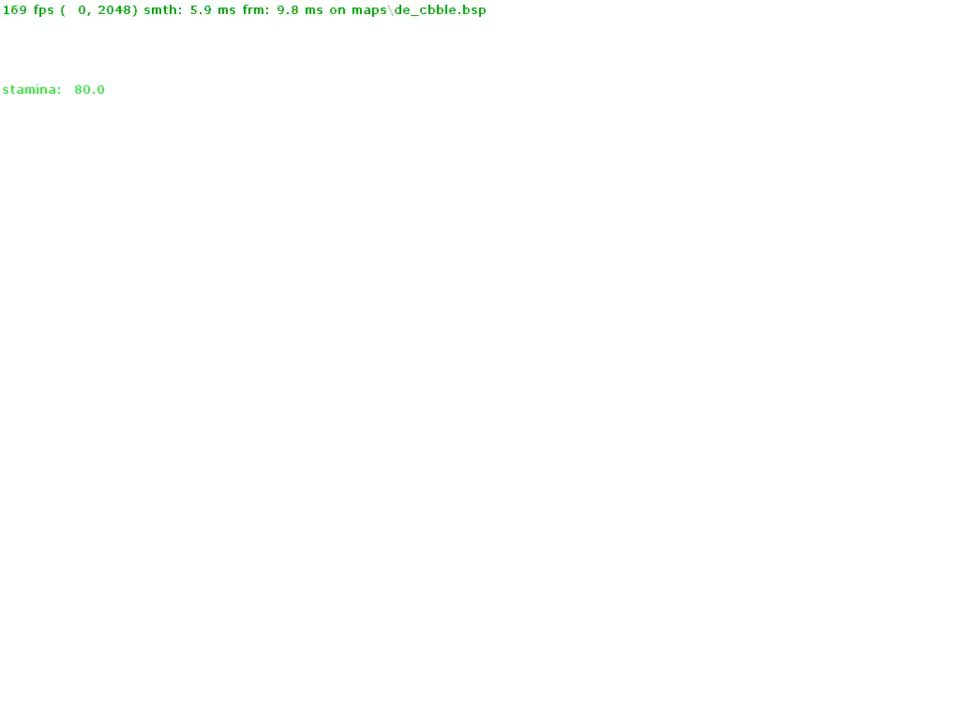 169 fps ( 0, 2048) smth: 5.9 ms frm: 9.8 ms on maps\de_cbble.bsp
stamina: 80.0